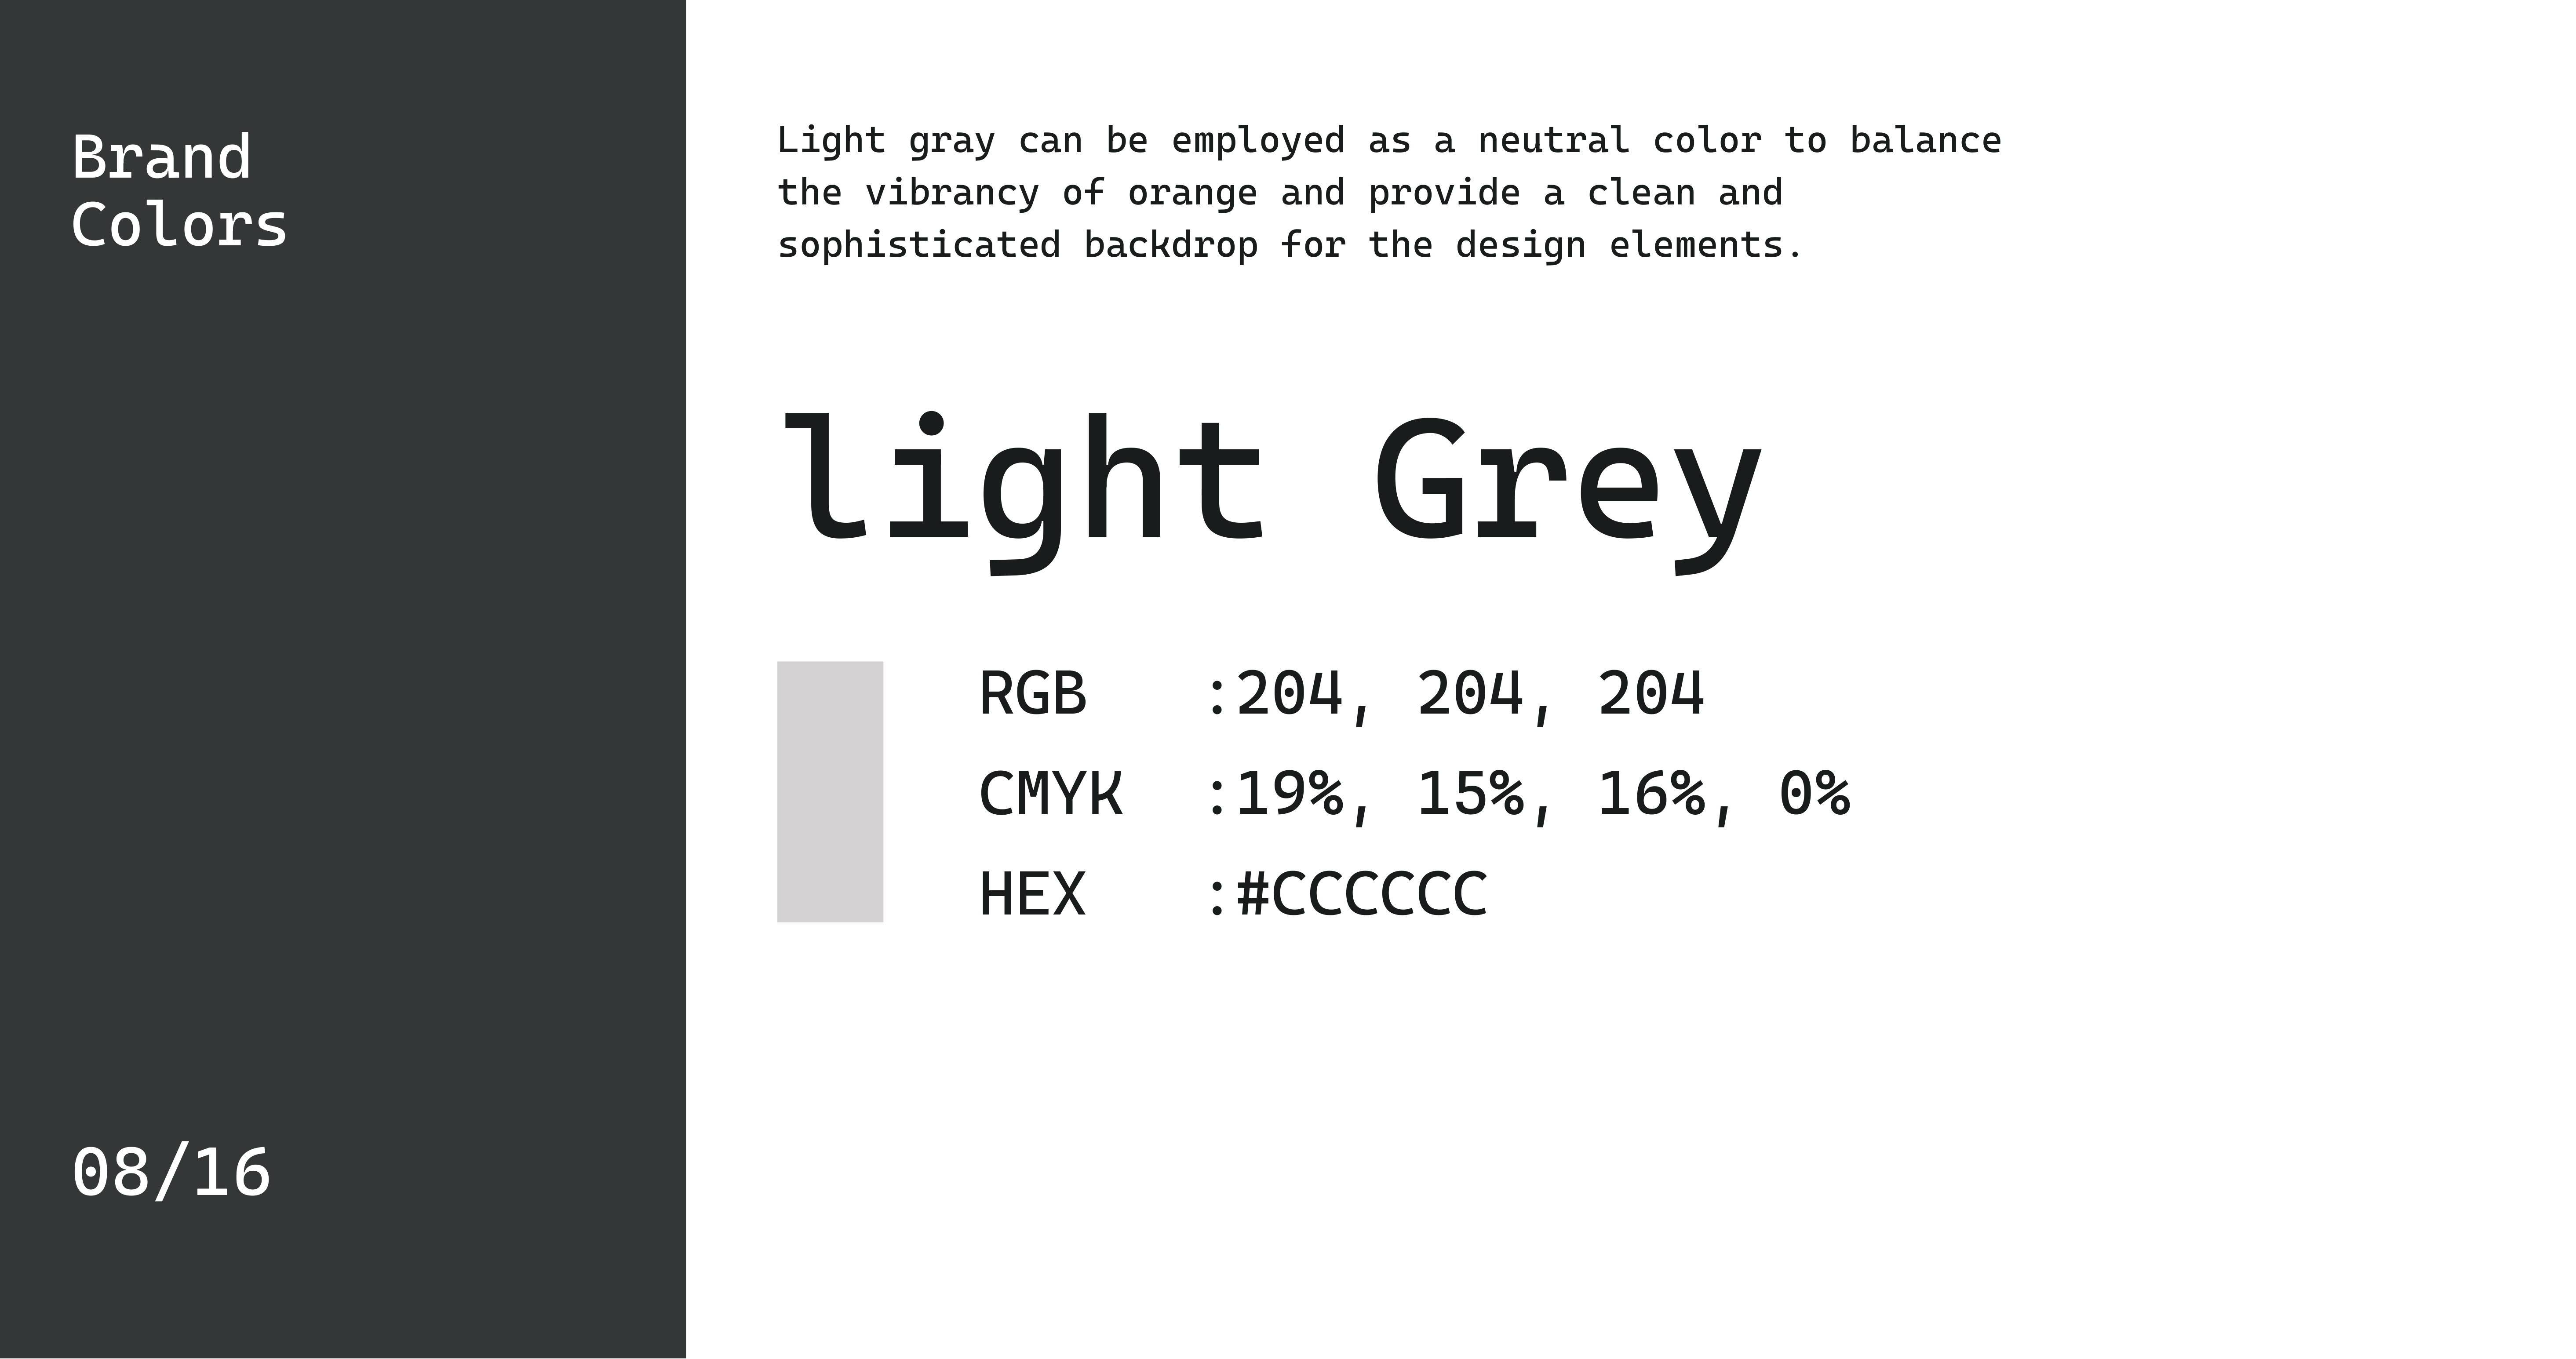 Brand
Colors
Light gray can be employed as a neutral color to balance
the vibrancy of orange and provide a clean and
sophisticated backdrop for the design elements.
light Grey
RGB :204, 204, 204
CMYK :19%, 15%, 16%, 0%
HEX :#CCCCCC
08/16